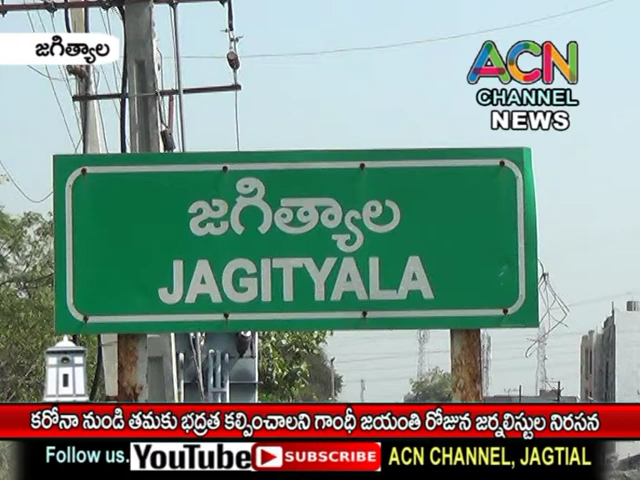 జగిత్యాల
ACN
CHANNEL
NEWS
జగిత్యాల
JAGITYALA
కరోనా నుండి తమకు భద్రత కల్పించాలని గాంధీ జయంతి రోజున జర్నలిస్టుల నిరసన
Follow us. YouTube SUBSCRIBE ACN CHANNEL, JAGTIAL